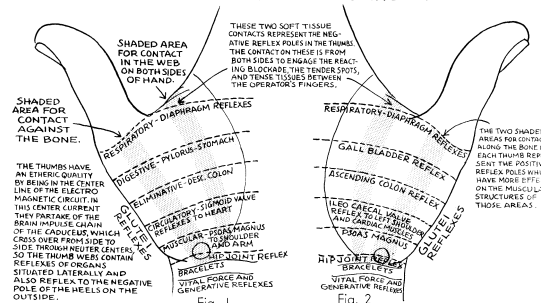 THESE TWO SOFT TISSUE
CONTACTS REPRESENT THE NEG-
ATIVE REFLEX POLES IN THE THUMBS.
THE CONTACT ON THESE IS FROM
BOTH SIDES TO ENGAGE THE REACT-
ING BLOCKADE, THE TENDER SPOTS,
AND TENSE TISSUES BETWEEN
THE OPERATOR'S FINGERS.
SHADED AREA
FOR CONTACT
IN THE WEB
ON BOTH SIDES
OF HAND.
SHADED
AREA FOR
CONTACT
AGAINST
THE BONE.
THE THUMBS HAVE
AN ETHERIC QUALITY
BY BEING IN THE CENTER
LINE OF THE ELECTRO
MAGNETIC CIRCUIT. IN
THIS CENTER CURRENT
THEY PARTAKE OF THE
BRAIN IMPULSE CHAIN
OF THE CADUCEUS, WHICH
CROSS OVER FROM SIDE TO
SIDE THROUGH NEUTER CENTERS,
SO THE THUMB WEBS CONTAIN
REFLEXES OF ORGANS
SITUATED LATERALLY AND
ALSO REFLEX TO THE NEGATIVE
POLE OF THE HEELS ON THE
OUTSIDE.
RESPIRATORY-DIAPHRAGM REFLEXES
DIGESTIVE-PYLORUS-STOMACH
ELIMINATIVE-DESC. COLON
CIRCULATORY-SIGMOID VALVE
REFLEXES TO HEART
MUSCULAR-PSOAS MAGNUS
TO SHOULDER
AND ARM
HIP JOINT REFLEX
BRACELETS
VITAL FORCE AND
GENERATIVE REFLEXES
GLUTEI
REFLEXES
Fig. 1
RESPIRATORY-DIAPHRAGM REFLEXES
GALL BLADDER REFLEX
ASCENDING COLON REFLEX
ILEO CAECAL VALVE
REFLEX TO LEFT SHOULDER
AND CARDIAC MUSCLES
PSOAS MAGNUS
HIP JOINT REFLEX
BRACELETS
VITAL FORCE AND
GENERATIVE REFLEXES
GLUTEI
REFLEXES
Fig. 2
THE TWO SHADE
AREAS FOR CONTAC
ALONG THE BONE I
EACH THUMB REP
SENT THE POSITIV
REFLEX POLES WH
HAVE MORE EFFE
ON THE MUSCULA
STRUCTURES OF
THOSE AREAS.